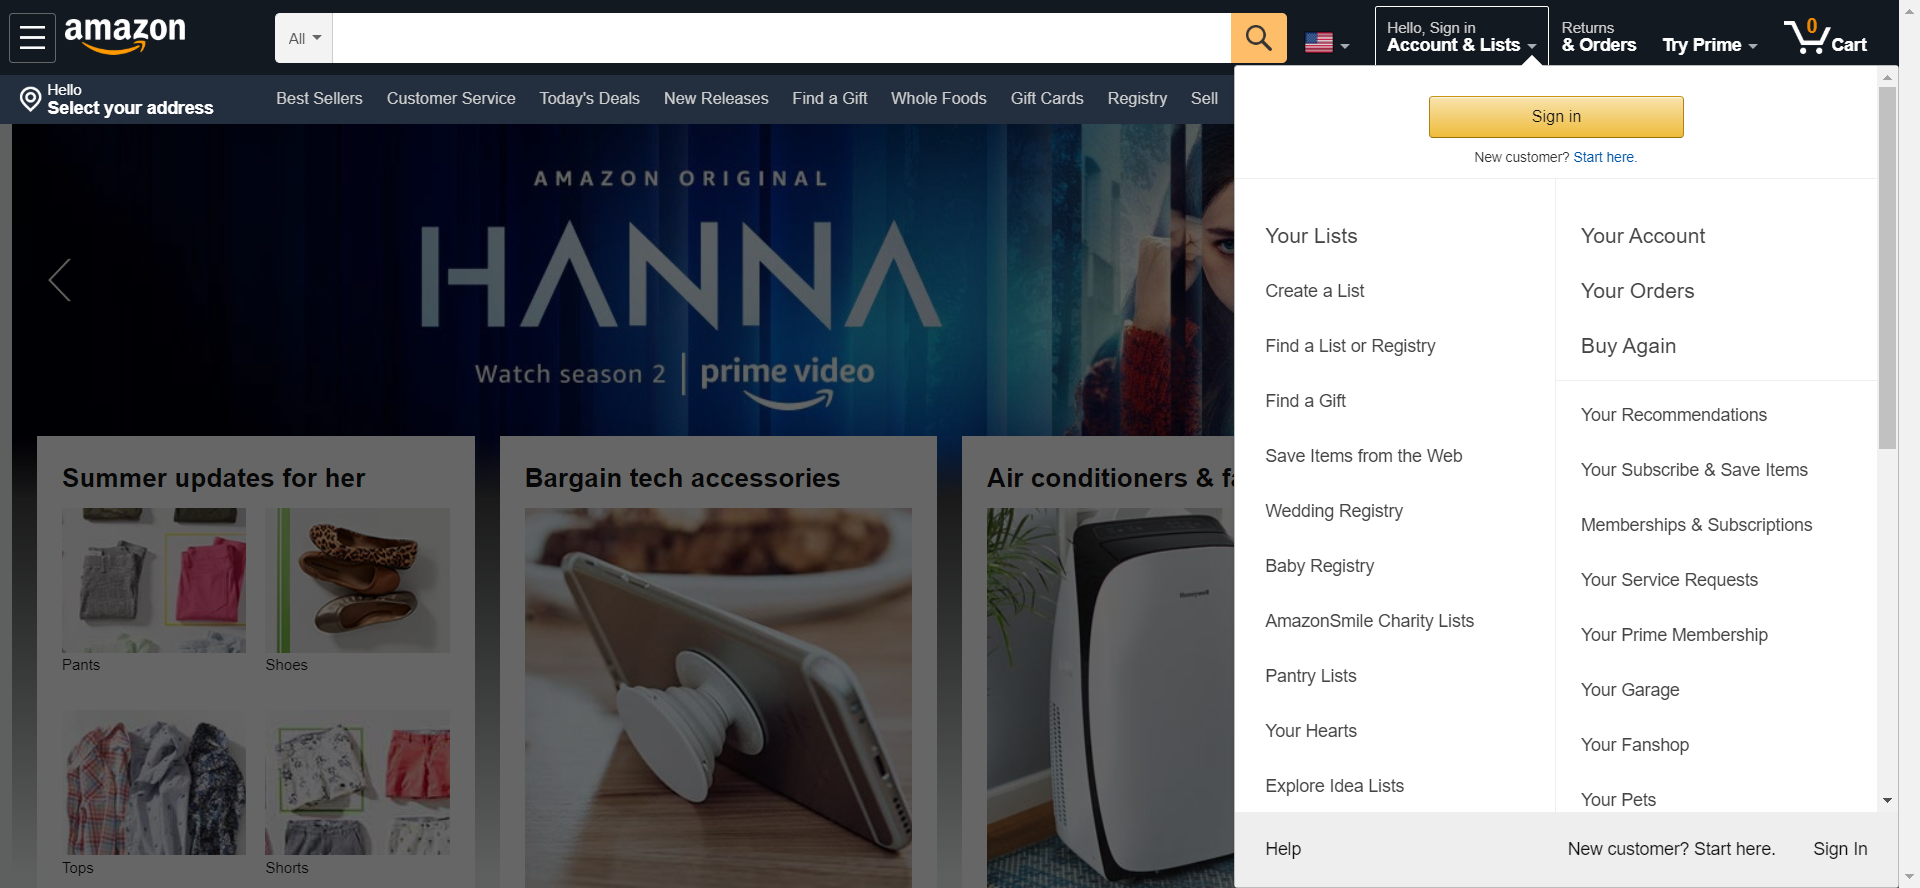 amazon
All
Hello, Sign in
Account & Lists
Returns
& Orders
Try Prime
0
Cart
Hello
Select your address
Best Sellers
Customer Service
Today's Deals
New Releases
Find a Gift
Whole Foods
Gift Cards
Registry
Sell
AMAZON ORIGINAL
HANNA
Watch season 2 | prime video
Summer updates for her
Pants
Shoes
Tops
Shorts
Bargain tech accessories
Air conditioners &
Honeywell
Sign in
New customer? Start here.
Your Lists
Create a List
Find a List or Registry
Find a Gift
Save Items from the Web
Wedding Registry
Baby Registry
AmazonSmile Charity Lists
Pantry Lists
Your Hearts
Explore Idea Lists
Your Account
Your Orders
Buy Again
Your Recommendations
Your Subscribe & Save Items
Memberships & Subscriptions
Your Service Requests
Your Prime Membership
Your Garage
Your Fanshop
Your Pets
Help
New customer? Start here.
Sign In